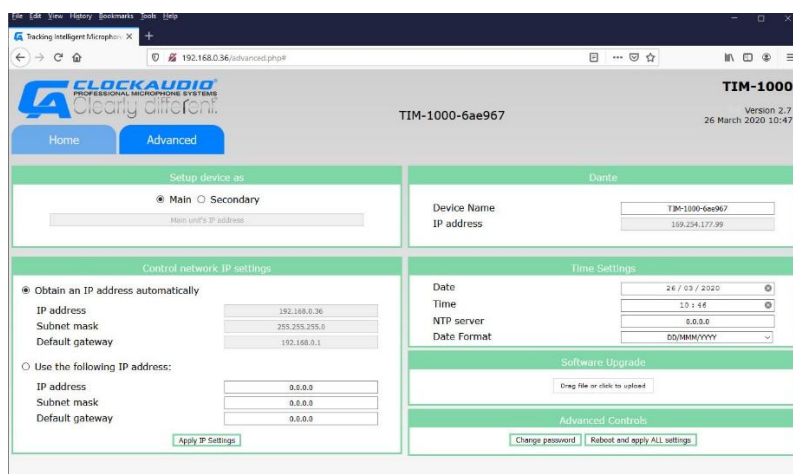 File Edit View History Bookmarks Tools Help
Tracking Intelligent Microphon
192.168.0.36/advanced.php#
CLOCKAUDIO
PROFESSIONAL MICROPHONE SYSTEMS
Clearly different.
TIM-1000
Version 2.7
26 March 2020 10:47
TIM-1000-6ae967
Home Advanced
Setup device as
Main Secondary
Main unit's IP address
Dante
Device Name TIM-1000-6ae967
IP address 169.254.177.99
Control network IP settings
Obtain an IP address automatically
IP address 192.168.0.36
Subnet mask 255.255.255.0
Default gateway 192.168.0.1
Use the following IP address:
IP address 0.0.0.0
Subnet mask 0.0.0.0
Default gateway 0.0.0.0
Apply IP Settings
Time Settings
Date 26 / 03 / 2020
Time 10 : 46
NTP server 0.0.0.0
Date Format DD/MMM/YYYY
Software Upgrade
Drag file or click to upload
Advanced Controls
Change password Reboot and apply ALL settings